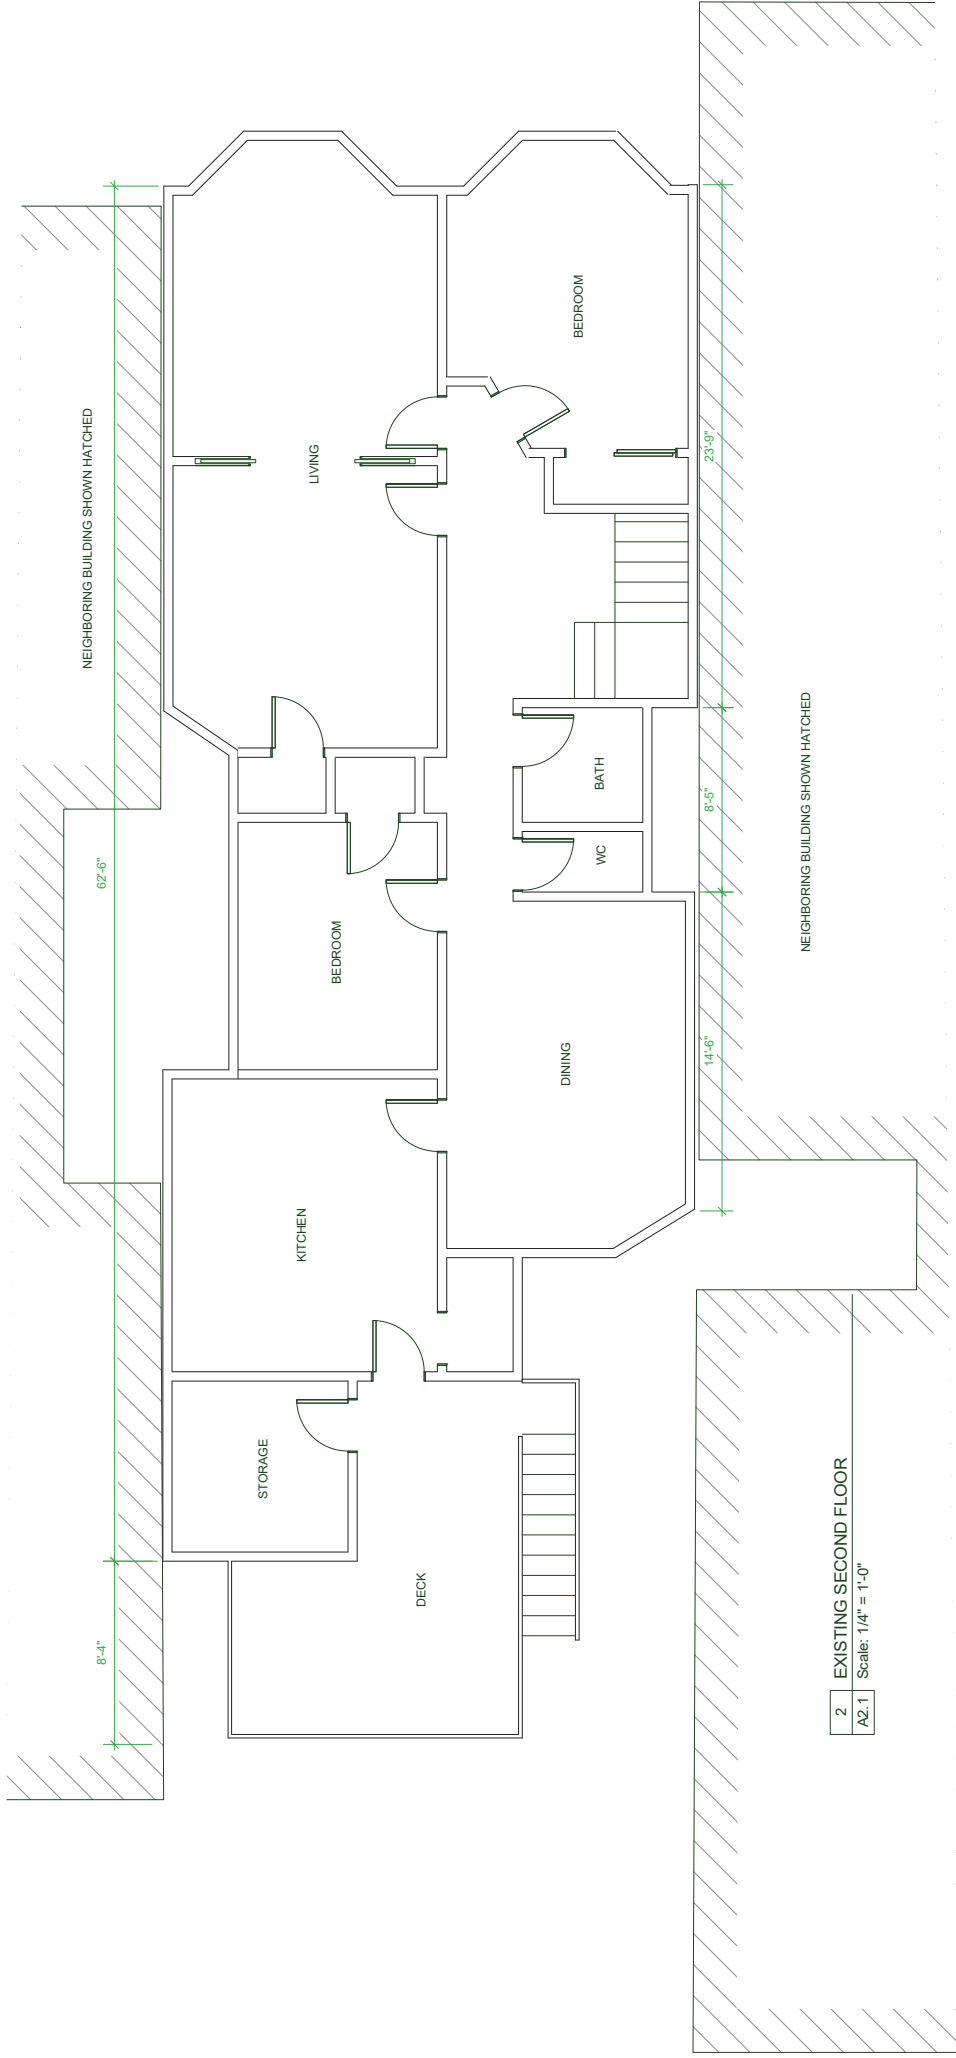 NEIGHBORING BUILDING SHOWN HATCHED
62'-6"
8'-4"
LIVING
BEDROOM
BEDROOM
KITCHEN
STORAGE
DECK
DINING
BATH
WC
23'-9"
8'-5"
14'-6"
NEIGHBORING BUILDING SHOWN HATCHED
2
EXISTING SECOND FLOOR
A2.1
Scale: 1/4" = 1'-0"